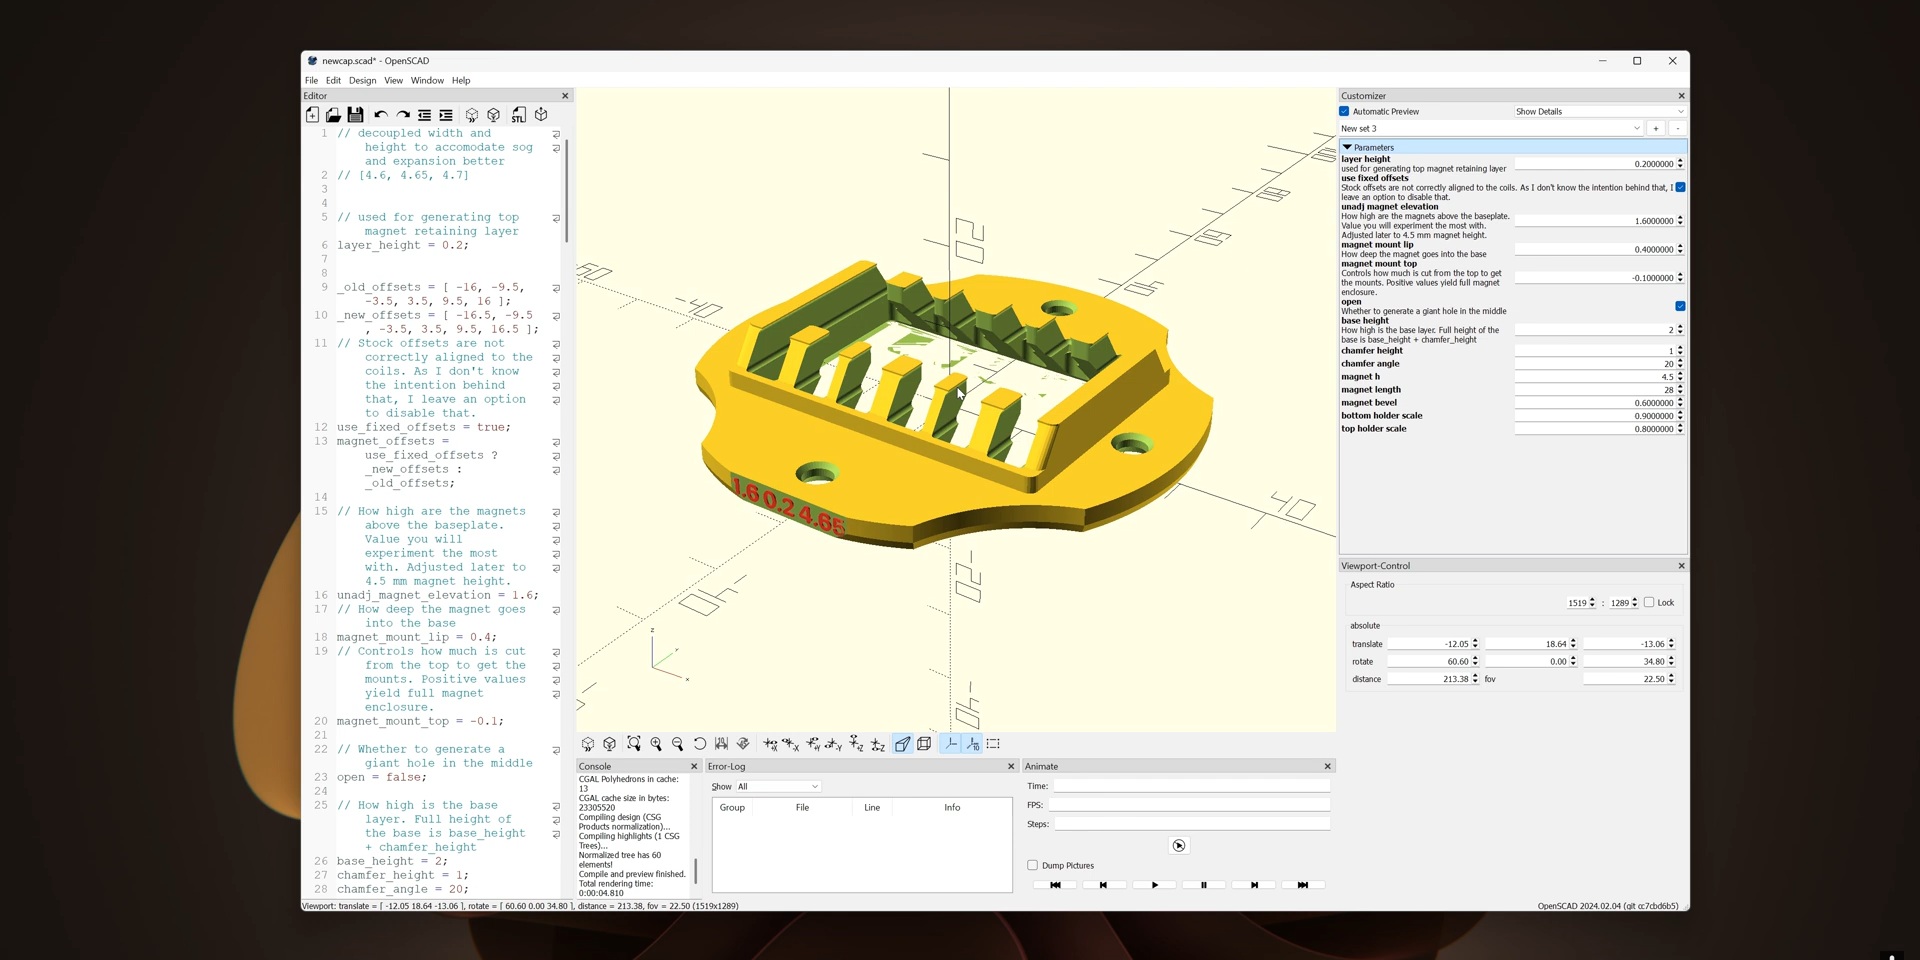 newcap.scad* - OpenSCAD
File Edit Design View Window Help
Editor
STL
1 // decoupled width and
height to accomodate sog
and expansion better
2 // [4.6, 4.65, 4.7]
3
4
5 // used for generating top
magnet retaining layer
6 layer_height = 0.2;
7
8
9 _old_offsets = [ -16, -9.5,
-3.5, 3.5, 9.5, 16 ];
10 _new_offsets = [ -16.5, -9.5
, -3.5, 3.5, 9.5, 16.5 ];
11 // Stock offsets are not
correctly aligned to the
coils. As I don't know
the intention behind
that, I leave an option
to disable that.
12 use_fixed_offsets = true;
13 magnet_offsets =
use_fixed_offsets ?
_new_offsets :
_old_offsets;
14
15 // How high are the magnets
above the baseplate.
Value you will
experiment the most
with. Adjusted later to
4.5 mm magnet height.
16 unadj_magnet_elevation = 1.6;
17 // How deep the magnet goes
into the base
18 magnet_mount_lip = 0.4;
19 // Controls how much is cut
from the top to get the
mounts. Positive values
yield full magnet
enclosure.
20 magnet_mount_top = -0.1;
21
22 // Whether to generate a
giant hole in the middle
23 open = false;
24
25 // How high is the base
layer. Full height of
the base is base_height
+ chamfer_height
26 base_height = 2;
27 chamfer_height = 1;
28 chamfer_angle = 20;
1.6 0.2 4.65
20
40
40
-20
-40
z
y
x
Console
CGAL Polyhedrons in cache:
13
CGAL cache size in bytes:
23305520
Compiling design (CSG
Products normalization)...
Compiling highlights (1 CSG
Trees)...
Normalized tree has 60
elements!
Compile and preview finished.
Total rendering time:
0:00:04.810
Error-Log
Show All
Group File Line Info
Animate
Time:
FPS:
Steps:
Dump Pictures
Customizer
Automatic Preview Show Details
New set 3 + -
Parameters
layer height
used for generating top magnet retaining layer 0.2000000
use fixed offsets
Stock offsets are not correctly aligned to the coils. As I don't know the intention behind that, I
leave an option to disable that.
unadj magnet elevation
How high are the magnets above the baseplate. 1.6000000
Value you will experiment the most with.
Adjusted later to 4.5 mm magnet height.
magnet mount lip 0.4000000
How deep the magnet goes into the base
magnet mount top
Controls how much is cut from the top to get -0.1000000
the mounts. Positive values yield full magnet
enclosure.
open
Whether to generate a giant hole in the middle
base height
How high is the base layer. Full height of the 2
base is base_height + chamfer_height
chamfer height 1
chamfer angle 20
magnet h 4.5
magnet length 28
magnet bevel 0.6000000
bottom holder scale 0.9000000
top holder scale 0.8000000
Viewport-Control
Aspect Ratio
1519 : 1289 Lock
absolute
translate -12.05 18.64 -13.06
rotate 60.60 0.00 34.80
distance 213.38 fov 22.50
Viewport: translate = [ -12.05 18.64 -13.06 ], rotate = [ 60.60 0.00 34.80 ], distance = 213.38, fov = 22.50 (1519x1289)
OpenSCAD 2024.02.04 (git cc7cbd6b5)